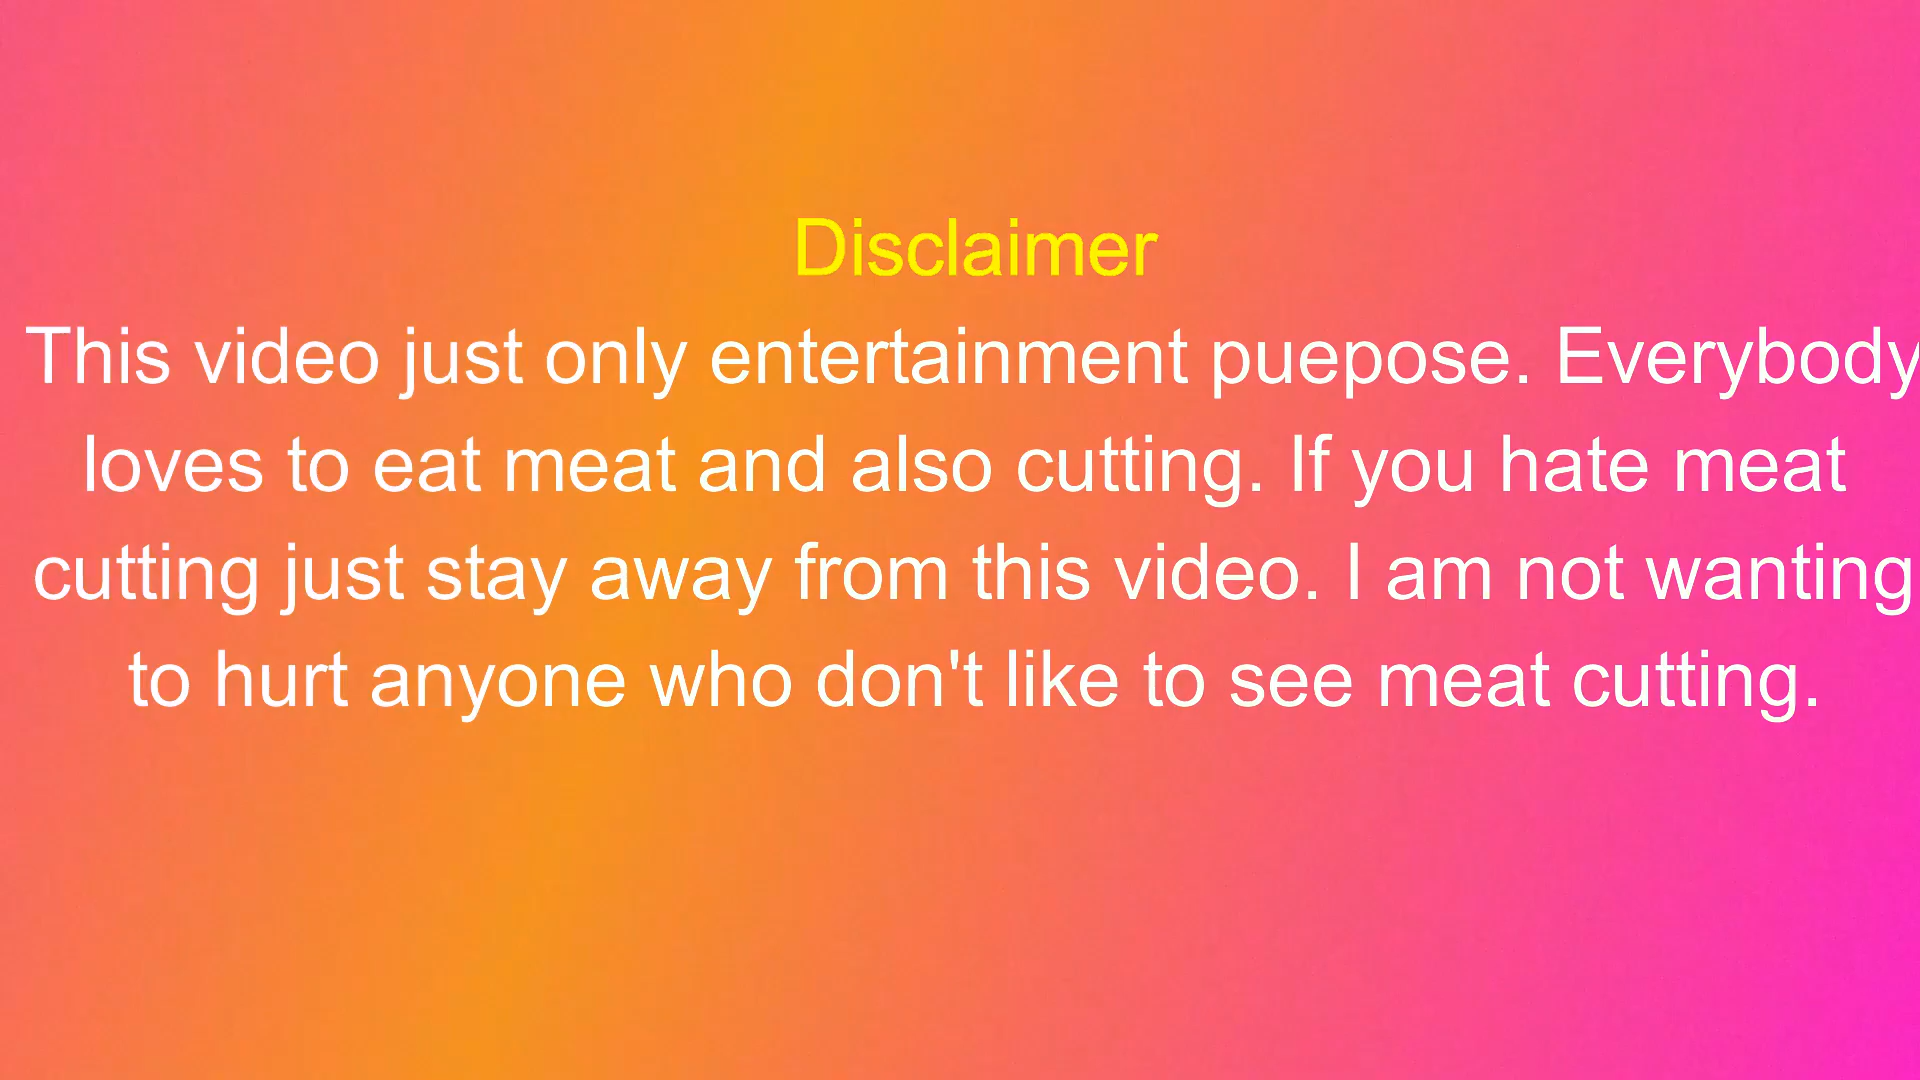 Disclaimer
This video just only entertainment puepose. Everybody
loves to eat meat and also cutting. If you hate meat
cutting just stay away from this video. I am not wanting
to hurt anyone who don't like to see meat cutting.